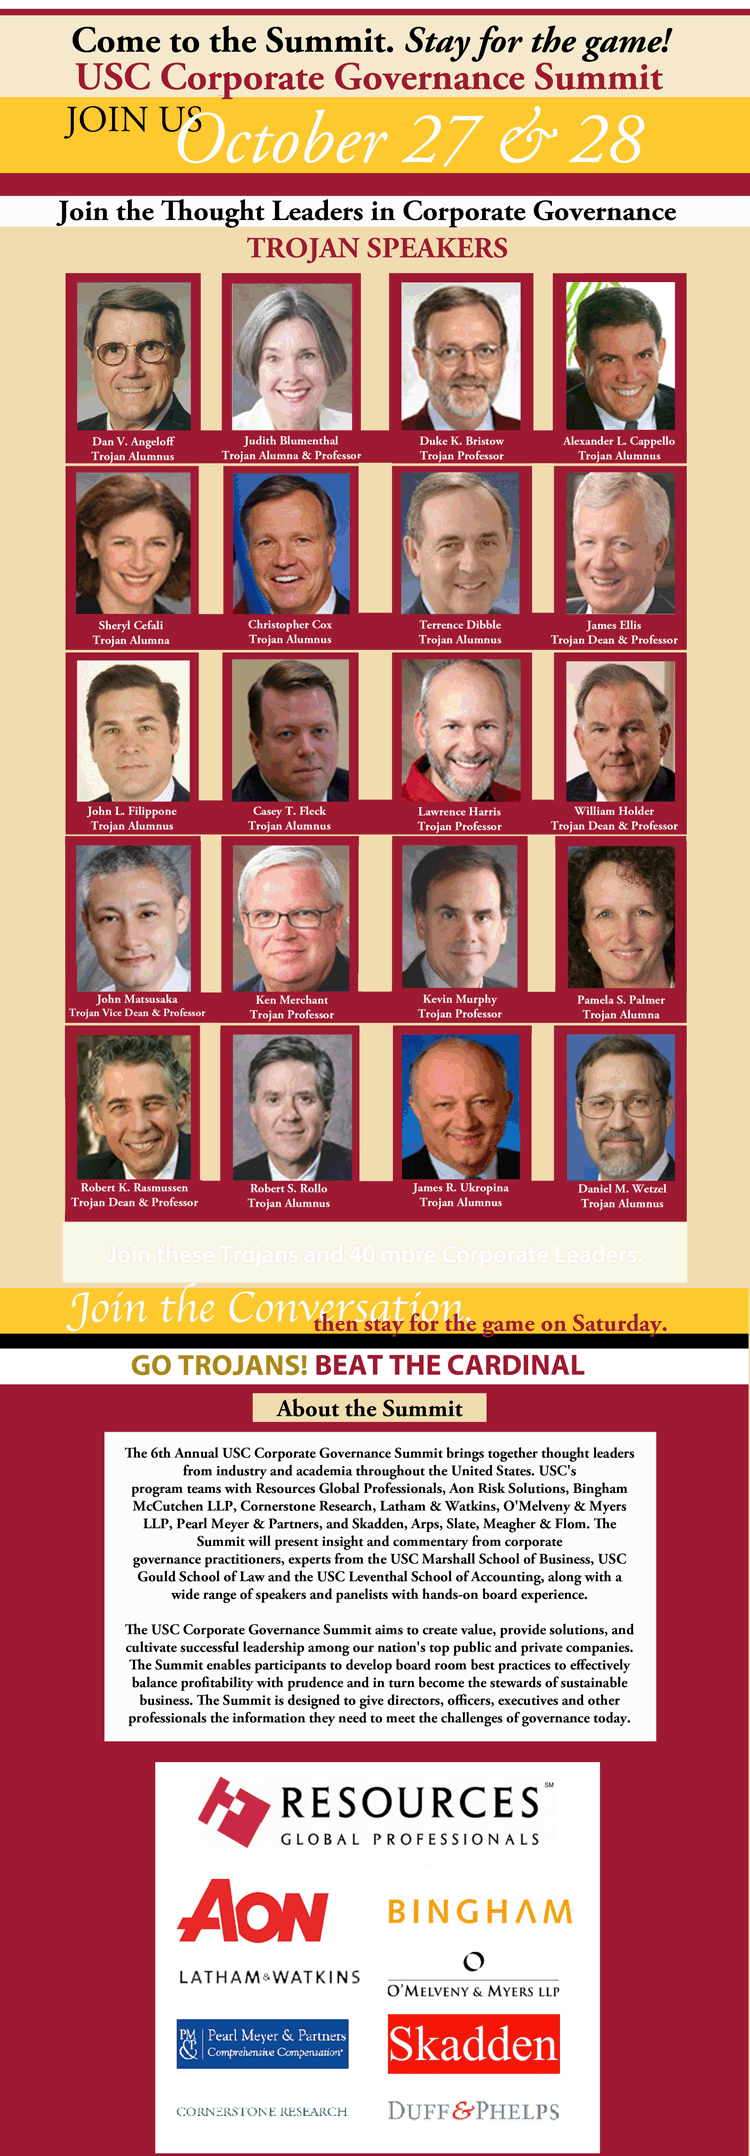 Come to the Summit. Stay for the game!
USC Corporate Governance Summit
JOIN US
October 27 & 28
Join the Thought Leaders in Corporate Governance
TROJAN SPEAKERS
Dan V. Angeloff
Trojan Alumnus
Judith Blumenthal
Trojan Alumna & Professor
Duke K. Bristow
Trojan Professor
Alexander L. Cappello
Trojan Alumnus
Sheryl Cefali
Trojan Alumna
Christopher Cox
Trojan Alumnus
Terrence Dibble
Trojan Alumnus
James Ellis
Trojan Dean & Professor
John L. Filippone
Trojan Alumnus
Casey T. Fleck
Trojan Alumnus
Lawrence Harris
Trojan Professor
William Holder
Trojan Dean & Professor
John Matsusaka
Trojan Vice Dean & Professor
Ken Merchant
Trojan Professor
Kevin Murphy
Trojan Professor
Pamela S. Palmer
Trojan Alumna
Robert K. Rasmussen
Trojan Dean & Professor
Robert S. Rollo
Trojan Alumnus
James R. Ukropina
Trojan Alumnus
Daniel M. Wetzel
Trojan Alumnus
Join these Trojans and 40 more Corporate Leaders.
Join the Conversation,
then stay for the game on Saturday.
GO TROJANS! BEAT THE CARDINAL
About the Summit
The 6th Annual USC Corporate Governance Summit brings together thought leaders
from industry and academia throughout the United States. USC's
program teams with Resources Global Professionals, Aon Risk Solutions, Bingham
McCutchen LLP, Cornerstone Research, Latham & Watkins, O'Melveny & Myers
LLP, Pearl Meyer & Partners, and Skadden, Arps, Slate, Meagher & Flom. The
Summit will present insight and commentary from corporate
governance practitioners, experts from the USC Marshall School of Business, USC
Gould School of Law and the USC Leventhal School of Accounting, along with a
wide range of speakers and panelists with hands-on board experience.
The USC Corporate Governance Summit aims to create value, provide solutions, and
cultivate successful leadership among our nation's top public and private companies.
The Summit enables participants to develop board room best practices to effectively
balance profitability with prudence and in turn become the stewards of sustainable
business. The Summit is designed to give directors, officers, executives and other
professionals the information they need to meet the challenges of governance today.
RESOURCES℠
GLOBAL PROFESSIONALS
AON
BINGHAM
LATHAM&WATKINS
O
O'MELVENY & MYERS LLP
PM
&P
Pearl Meyer & Partners
Comprehensive Compensation®
Skadden
CORNERSTONE RESEARCH
DUFF&PHELPS